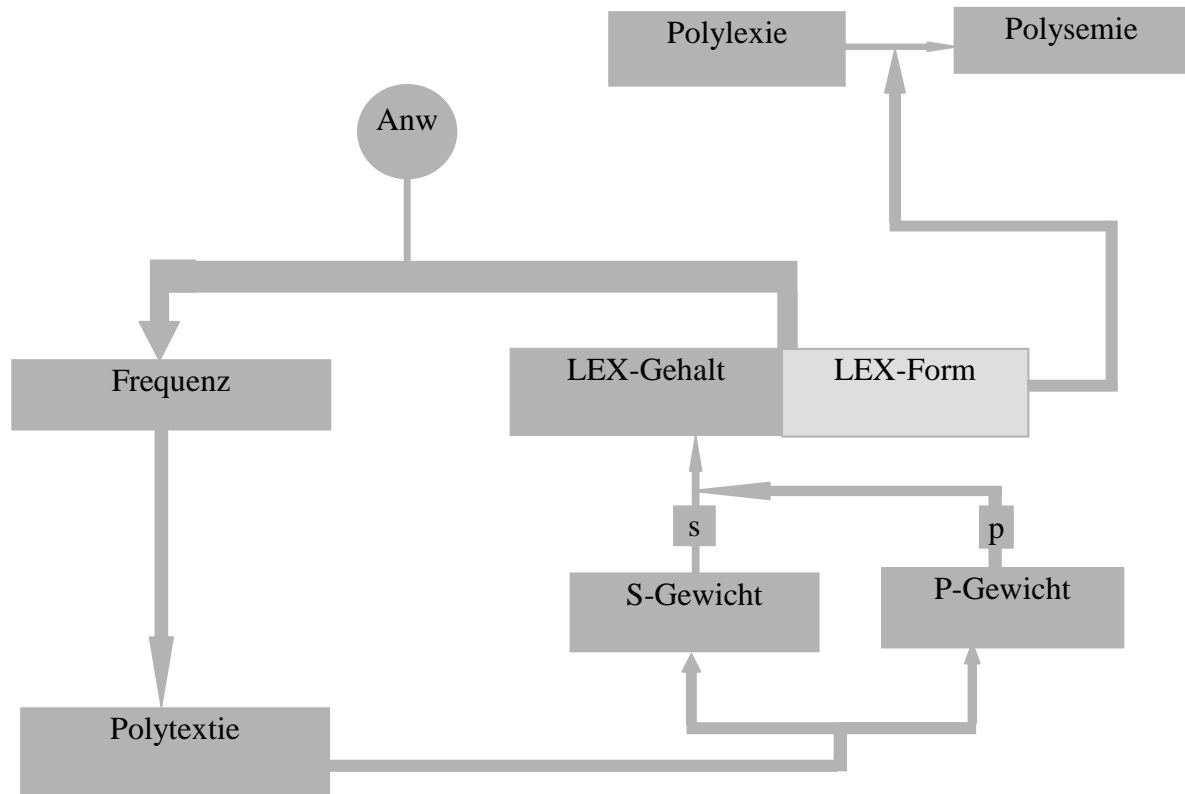 Polylexie
Polysemie
Anw
Frequenz
LEX-Gehalt
LEX-Form
s
p
S-Gewicht
P-Gewicht
Polytextie